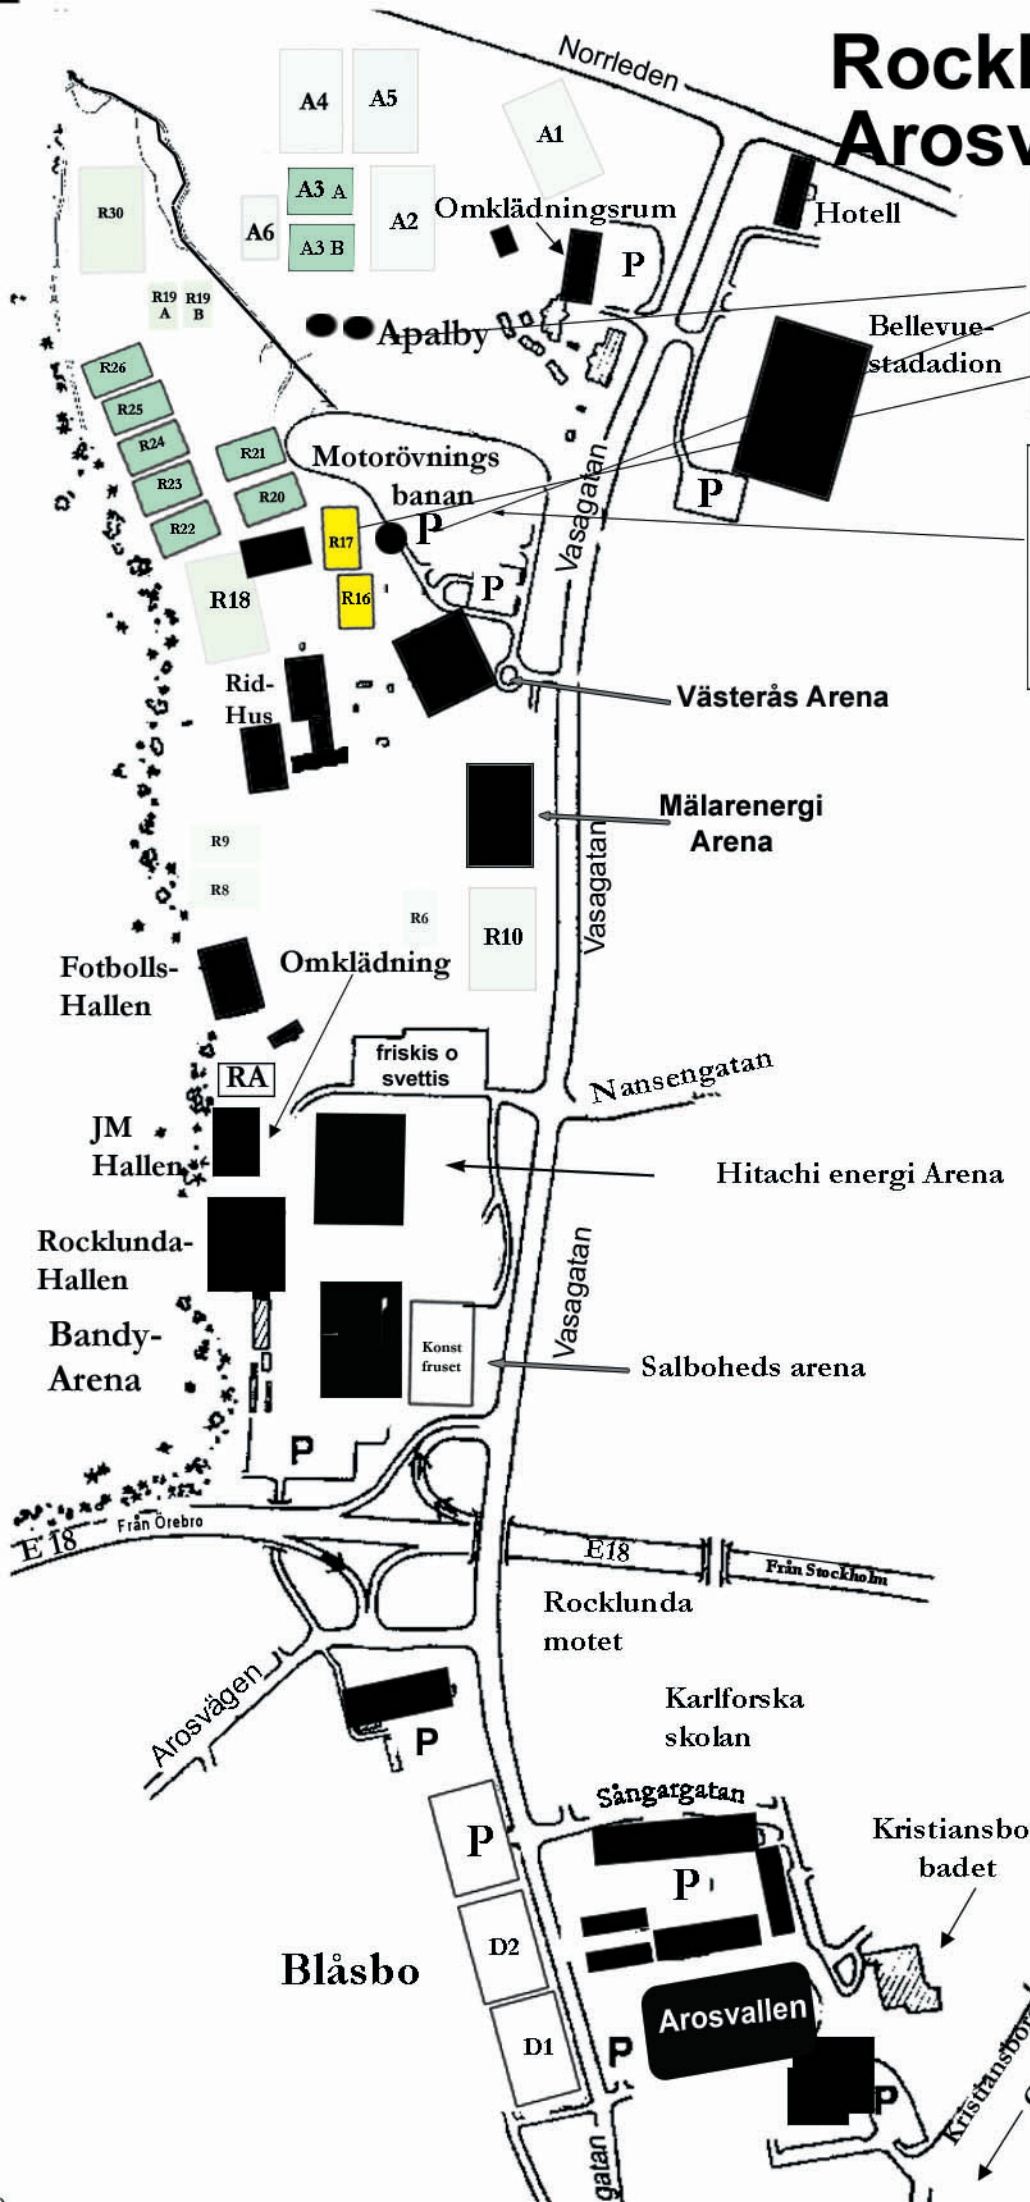 Rockl
Arosv
Norrleden
A4
A5
A1
R30
A3 A
A3 B
A6
A2
Omklädningsrum
P
Hotell
R19
A
R19
B
Apalby
Bellevue-
stadadion
R26
R25
R24
R23
R22
R21
R20
Motorövnings
banan
P
R17
R16
R18
P
P
Vasagatan
Rid-
Hus
Västerås Arena
Mälarenergi
Arena
Vasagatan
R9
R8
R6
R10
Fotbolls-
Hallen
Omklädning
friskis o
svettis
RA
Nansengatan
JM
Hallen
Hitachi energi Arena
Rocklunda-
Hallen
Vasagatan
Bandy-
Arena
Konst
fruset
Salboheds arena
P
Från Örebro
E 18
E18
Från Stockholm
Rocklunda
motet
Arosvägen
P
Karlforska
skolan
Sångargatan
P
P
Kristiansbo
badet
D2
Blåsbo
Arosvallen
D1
P
P
Kristiansbor
gatan